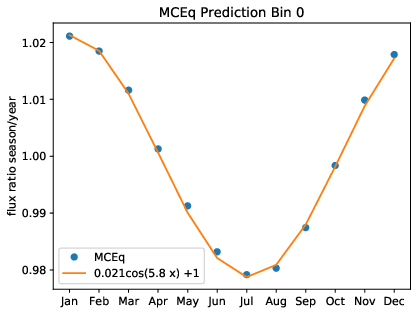 MCEq Prediction Bin 0
flux ratio season/year
1.02
1.01
1.00
0.99
0.98
MCEq
0.021cos(5.8 x) +1
Jan Feb Mar Apr May Jun Jul Aug Sep Oct Nov Dec